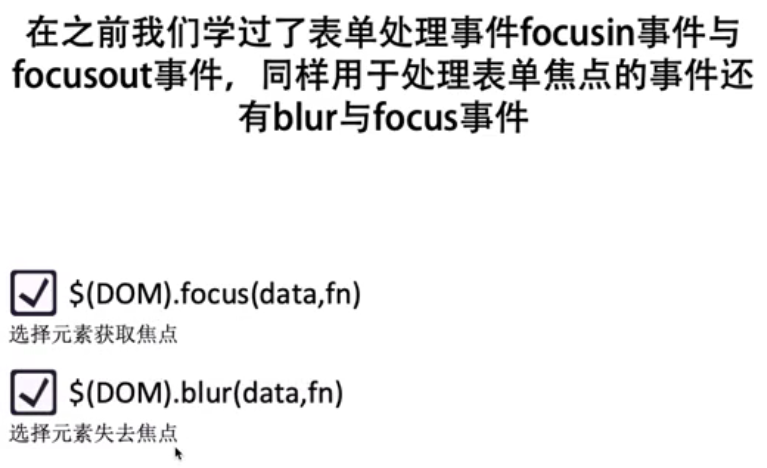 在之前我们学过了表单处理事件focusin事件与
focusout事件，同样用于处理表单焦点的事件还
有blur与focus事件
$(DOM).focus(data,fn)
选择元素获取焦点
$(DOM).blur(data,fn)
选择元素失去焦点